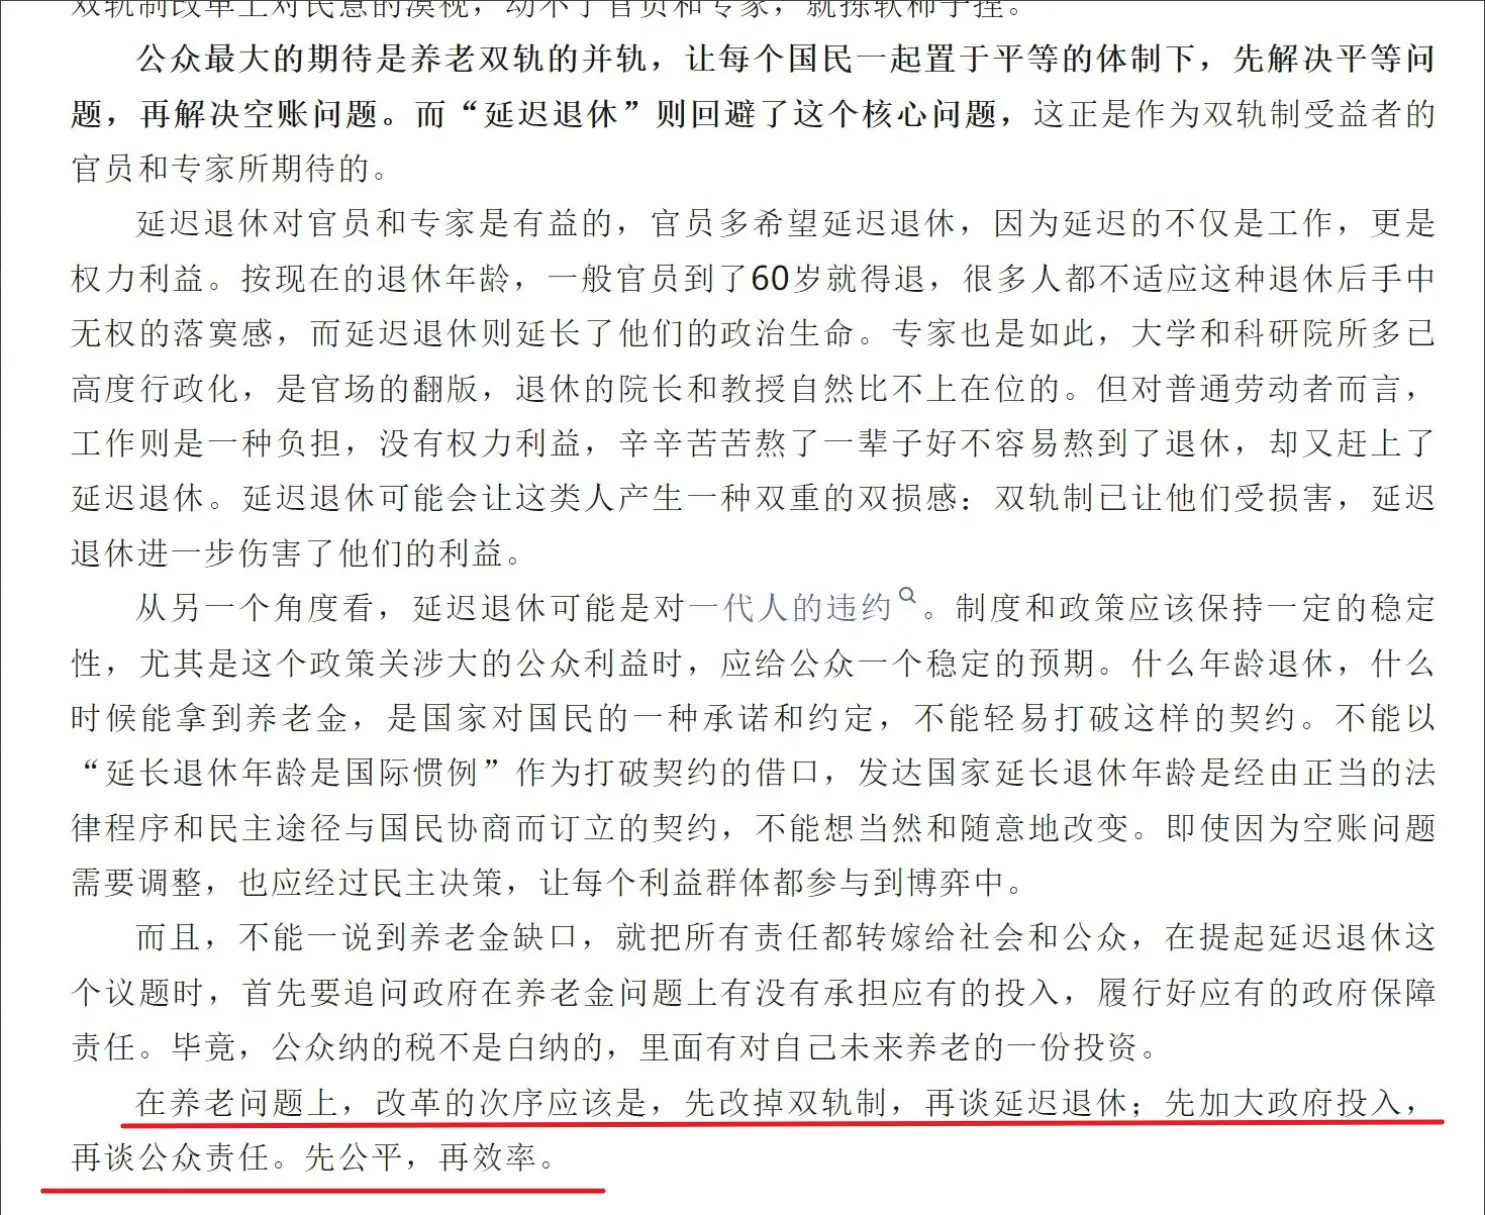 双轨制改革上对民意的漠视，动不了官员和专家，就拣软柿子捏。
公众最大的期待是养老双轨的并轨，让每个国民一起置于平等的体制下，先解决平等问
题，再解决空账问题。而“延迟退休”则回避了这个核心问题，这正是作为双轨制受益者的
官员和专家所期待的。
延迟退休对官员和专家是有益的，官员多希望延迟退休，因为延迟的不仅是工作，更是
权力利益。按现在的退休年龄，一般官员到了60岁就得退，很多人都不适应这种退休后手中
无权的落寞感，而延迟退休则延长了他们的政治生命。专家也是如此，大学和科研院所多已
高度行政化，是官场的翻版，退休的院长和教授自然比不上在位的。但对普通劳动者而言，
工作则是一种负担，没有权力利益，辛辛苦苦熬了一辈子好不容易熬到了退休，却又赶上了
延迟退休。延迟退休可能会让这类人产生一种双重的双损感：双轨制已让他们受损害，延迟
退休进一步伤害了他们的利益。
从另一个角度看，延迟退休可能是对一代人的违约。制度和政策应该保持一定的稳定
性，尤其是这个政策关涉大的公众利益时，应给公众一个稳定的预期。什么年龄退休，什么
时候能拿到养老金，是国家对国民的一种承诺和约定，不能轻易打破这样的契约。不能以
“延长退休年龄是国际惯例”作为打破契约的借口，发达国家延长退休年龄是经由正当的法
律程序和民主途径与国民协商而订立的契约，不能想当然和随意地改变。即使因为空账问题
需要调整，也应经过民主决策，让每个利益群体都参与到博弈中。
而且，不能一说到养老金缺口，就把所有责任都转嫁给社会和公众，在提起延迟退休这
个议题时，首先要追问政府在养老金问题上有没有承担应有的投入，履行好应有的政府保障
责任。毕竟，公众纳的税不是白纳的，里面有对自己未来养老的一份投资。
在养老问题上，改革的次序应该是，先改掉双轨制，再谈延迟退休；先加大政府投入，
再谈公众责任。先公平，再效率。